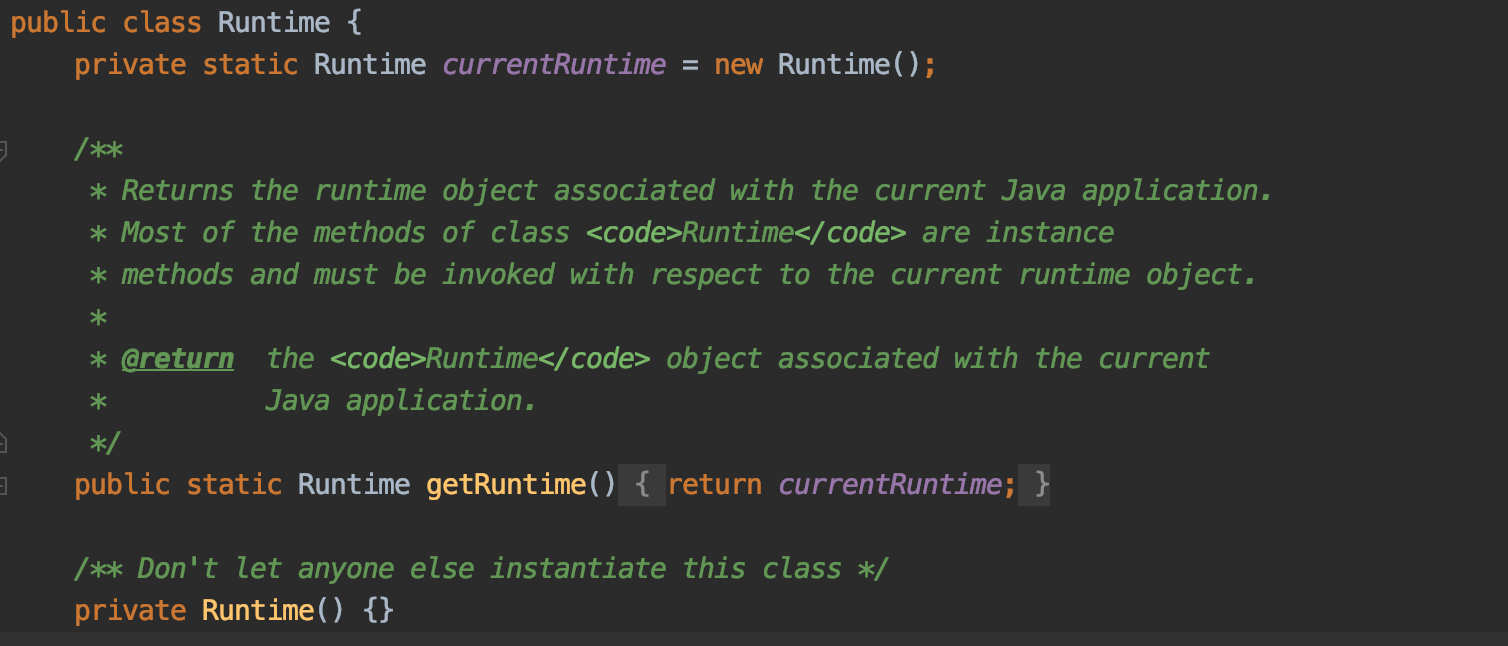 public class Runtime {
    private static Runtime currentRuntime = new Runtime();

    /**
     * Returns the runtime object associated with the current Java application.
     * Most of the methods of class <code>Runtime</code> are instance
     * methods and must be invoked with respect to the current runtime object.
     *
     * @return  the <code>Runtime</code> object associated with the current
     *          Java application.
     */
    public static Runtime getRuntime() { return currentRuntime; }

    /** Don't let anyone else instantiate this class */
    private Runtime() {}